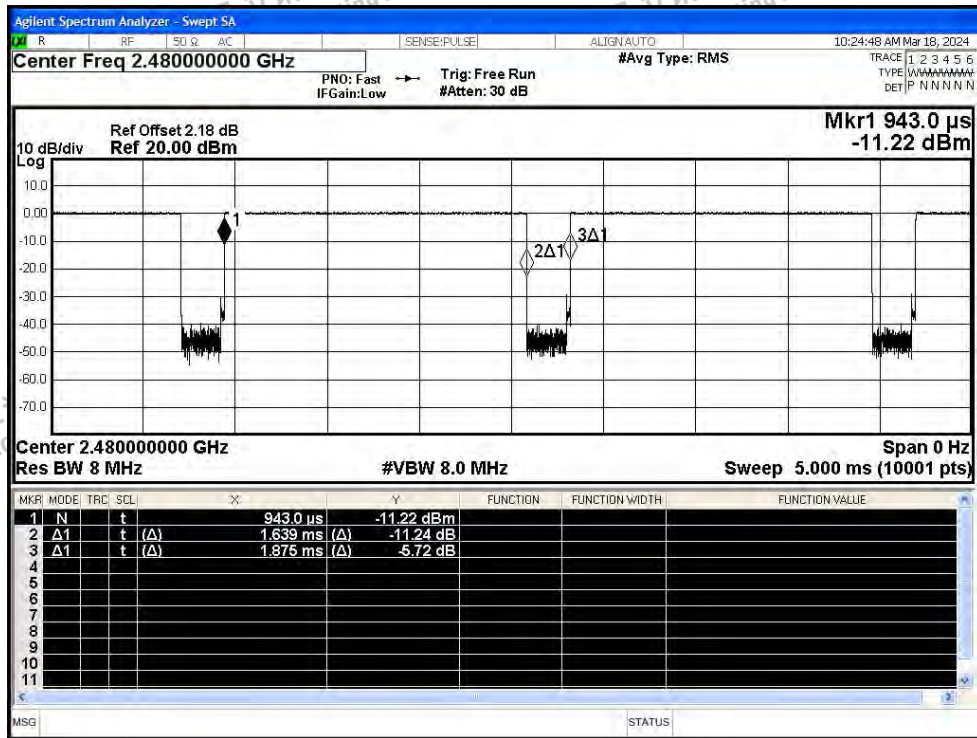 Agilent Spectrum Analyzer - Swept SA
LXI R RF 50 Ω AC SENSE:PULSE ALIGN AUTO 10:24:48 AM Mar 18, 2024
Center Freq 2.480000000 GHz
#Avg Type: RMS
TRACE 1 2 3 4 5 6
PNO: Fast Trig: Free Run
TYPE WWWWWW
IFGain:Low #Atten: 30 dB
DET P N N N N N
Mkr1 943.0 µs
-11.22 dBm
Ref Offset 2.18 dB
10 dB/div Ref 20.00 dBm
Log
10.0
0.00
1
-10.0
2Δ1
3Δ1
-20.0
-30.0
-40.0
-50.0
-60.0
-70.0
Center 2.480000000 GHz Span 0 Hz
Res BW 8 MHz #VBW 8.0 MHz Sweep 5.000 ms (10001 pts)
MKR MODE TRC SCL X Y FUNCTION FUNCTION WIDTH FUNCTION VALUE
1 N t 943.0 µs -11.22 dBm
2 Δ1 t (Δ) 1.639 ms (Δ) -11.24 dB
3 Δ1 t (Δ) 1.875 ms (Δ) -5.72 dB
4
5
6
7
8
9
10
11
MSG STATUS